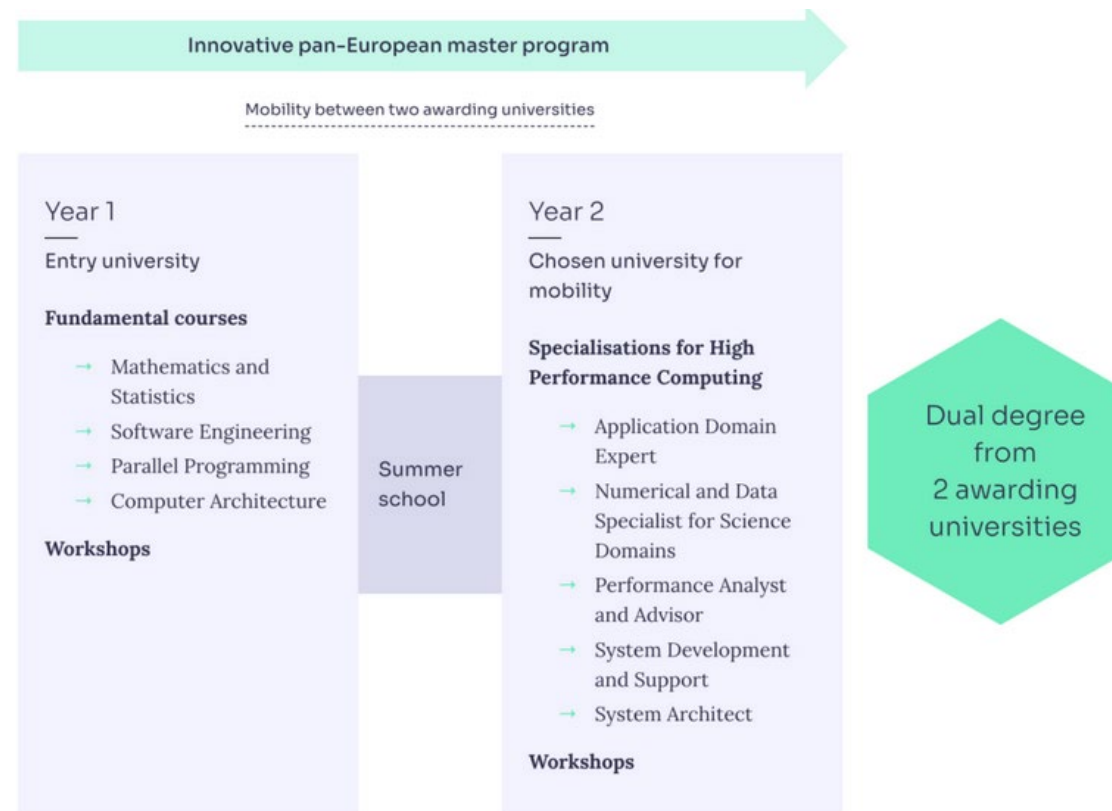 Innovative pan-European master program
Mobility between two awarding universities
Year 1
Entry university
Fundamental courses
→ Mathematics and
Statistics
→ Software Engineering
→ Parallel Programming
→ Computer Architecture
Workshops
Summer
school
Year 2
Chosen university for
mobility
Specialisations for High
Performance Computing
→ Application Domain
Expert
→ Numerical and Data
Specialist for Science
Domains
→ Performance Analyst
and Advisor
→ System Development
and Support
→ System Architect
Workshops
Dual degree
from
2 awarding
universities